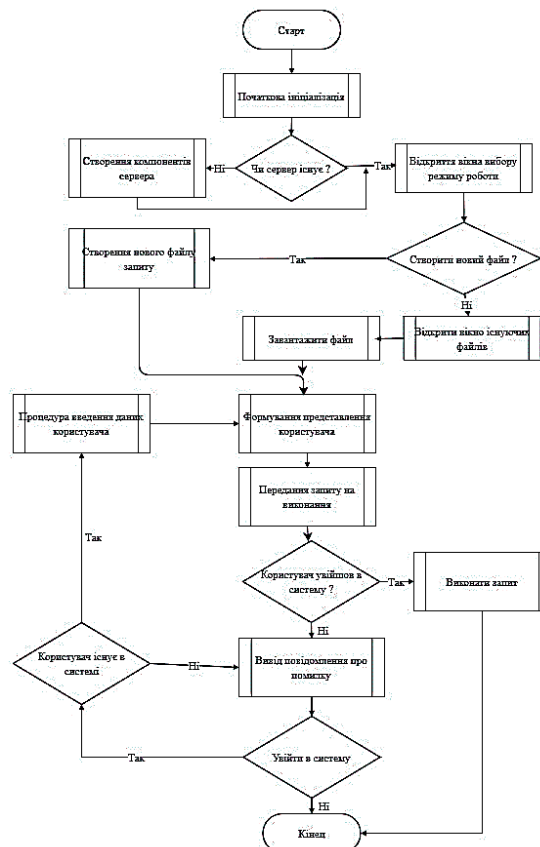 Старт
Початкова ініціалізація
Створення компонентів
сервера
Ні
Чи сервер існує ?
Так
Відкриття вікна вибору
режиму роботи
Створення нового файлу
запиту
Так
Створити новий файл ?
Ні
Завантажити файл
Відкрити вікно існуючих
файлів
Процедура введення даних
користувача
Формування представлення
користувача
Передання запиту на
виконання
Так
Користувач увійшов в
систему ?
Так
Виконати запит
Ні
Користувач існує в
системі
Ні
Вивід повідомлення про
помилку
Так
Увійти в систему
Ні
Кінец